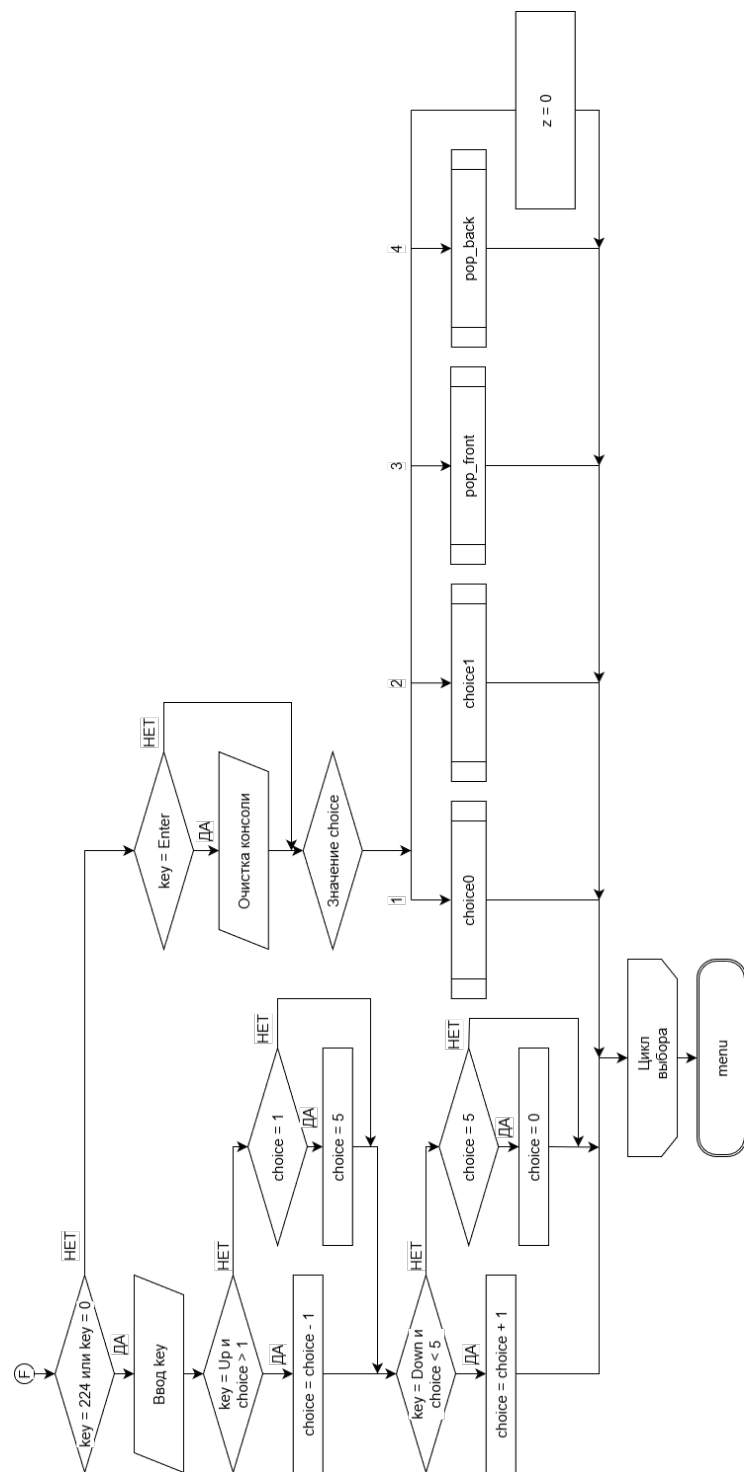 F
key = 224 или key = 0
НЕТ
ДА
Ввод key
key = Up и
choice > 1
НЕТ
ДА
choice = choice - 1
choice = 1
НЕТ
ДА
choice = 5
key = Down и
choice < 5
НЕТ
ДА
choice = choice + 1
choice = 5
НЕТ
ДА
choice = 0
key = Enter
НЕТ
ДА
Очистка консоли
Значение choice
1
2
3
4
choice0
choice1
pop_front
pop_back
z = 0
Цикл
выбора
menu